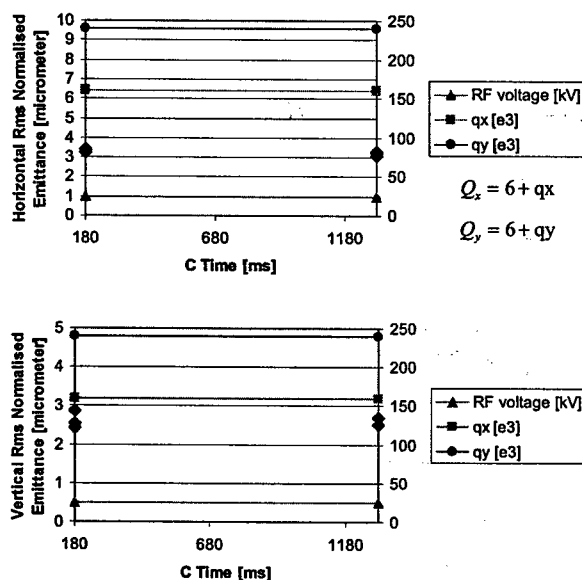 Horizontal Rms Normalised
Emittance [micrometer]
10
9
8
7
6
5
4
3
2
1
0
250
200
150
100
50
0
180
680
1180
C Time [ms]
RF voltage [kV]
qx [e3]
qy [e3]
Qx = 6 + qx
Qy = 6 + qy
Vertical Rms Normalised
Emittance [micrometer]
5
4
3
2
1
0
250
200
150
100
50
0
180
680
1180
C Time [ms]
RF voltage [kV]
qx [e3]
qy [e3]